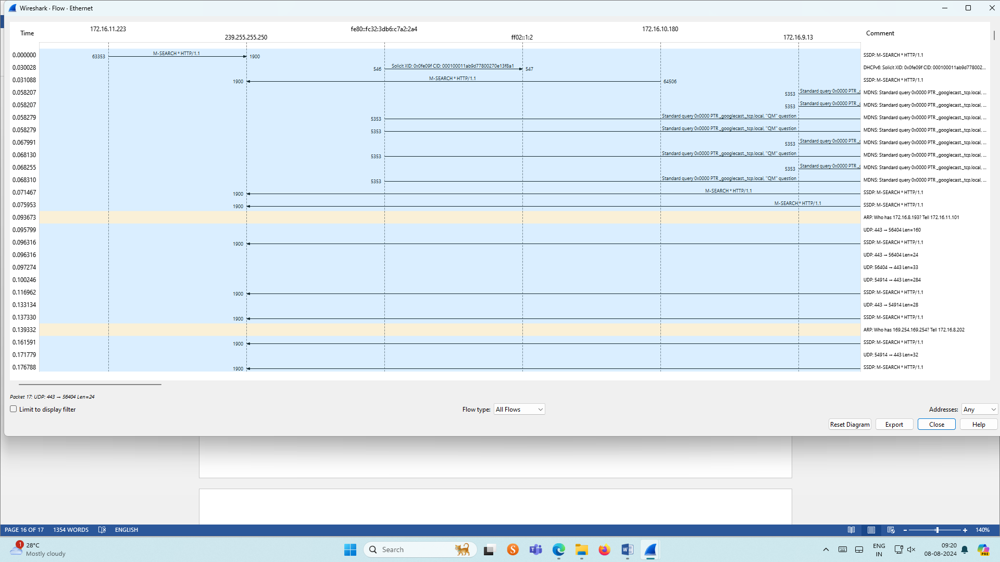 Wireshark · Flow · Ethernet
Time
172.16.11.223
239.255.255.250
fe80::fc32:3db6:c7a2:2a4
ff02::1:2
172.16.10.180
172.16.9.13
Comment
0.000000 63353 M-SEARCH * HTTP/1.1 1900 SSDP: M-SEARCH * HTTP/1.1
0.030028 546 Solicit XID: 0x0fe09f CID: 000100011ab9d77800270e13f8a1 547 DHCPv6: Solicit XID: 0x0fe09f CID: 000100011ab9d778002...
0.031088 1900 M-SEARCH * HTTP/1.1 64506 SSDP: M-SEARCH * HTTP/1.1
0.058207 5353 Standard query 0x0000 PTR _g MDNS: Standard query 0x0000 PTR _googlecast._tcp.local, ...
0.058207 5353 Standard query 0x0000 PTR _g MDNS: Standard query 0x0000 PTR _googlecast._tcp.local, ...
0.058279 5353 Standard query 0x0000 PTR _googlecast._tcp.local, "QM" question MDNS: Standard query 0x0000 PTR _googlecast._tcp.local, ...
0.058279 5353 Standard query 0x0000 PTR _googlecast._tcp.local, "QM" question MDNS: Standard query 0x0000 PTR _googlecast._tcp.local, ...
0.067991 5353 Standard query 0x0000 PTR _g MDNS: Standard query 0x0000 PTR _googlecast._tcp.local, ...
0.068130 5353 Standard query 0x0000 PTR _googlecast._tcp.local, "QM" question MDNS: Standard query 0x0000 PTR _googlecast._tcp.local, ...
0.068255 5353 Standard query 0x0000 PTR _g MDNS: Standard query 0x0000 PTR _googlecast._tcp.local, ...
0.068310 5353 Standard query 0x0000 PTR _googlecast._tcp.local, "QM" question MDNS: Standard query 0x0000 PTR _googlecast._tcp.local, ...
0.071467 1900 M-SEARCH * HTTP/1.1 SSDP: M-SEARCH * HTTP/1.1
0.075953 1900 M-SEARCH * HTTP/1.1 SSDP: M-SEARCH * HTTP/1.1
0.093673 ARP: Who has 172.16.8.193? Tell 172.16.11.101
0.095799 UDP: 443 → 56404 Len=160
0.096316 1900 SSDP: M-SEARCH * HTTP/1.1
0.096316 UDP: 443 → 56404 Len=24
0.097274 UDP: 56404 → 443 Len=33
0.100246 UDP: 54914 → 443 Len=284
0.116962 1900 SSDP: M-SEARCH * HTTP/1.1
0.133134 UDP: 443 → 54914 Len=28
0.137330 1900 SSDP: M-SEARCH * HTTP/1.1
0.139332 ARP: Who has 169.254.169.254? Tell 172.16.8.202
0.161591 1900 SSDP: M-SEARCH * HTTP/1.1
0.171779 UDP: 54914 → 443 Len=32
0.176788 1900 SSDP: M-SEARCH * HTTP/1.1
Packet 17: UDP: 443 → 56404 Len=24
Limit to display filter
Flow type: All Flows
Addresses: Any
Reset Diagram Export Close Help
PAGE 16 OF 17 1354 WORDS ENGLISH 140%
1 28°C
Mostly cloudy
Search
ENG
IN
09:20
08-08-2024
PRE